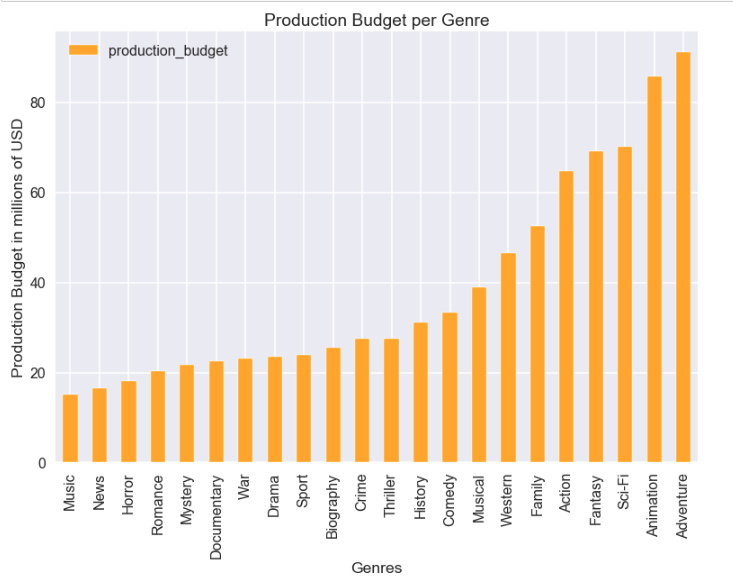 Production Budget per Genre
production_budget
Production Budget in millions of USD
80
60
40
20
0
Music
News
Horror
Romance
Mystery
Documentary
War
Drama
Sport
Biography
Crime
Thriller
History
Comedy
Musical
Western
Family
Action
Fantasy
Sci-Fi
Animation
Adventure
Genres